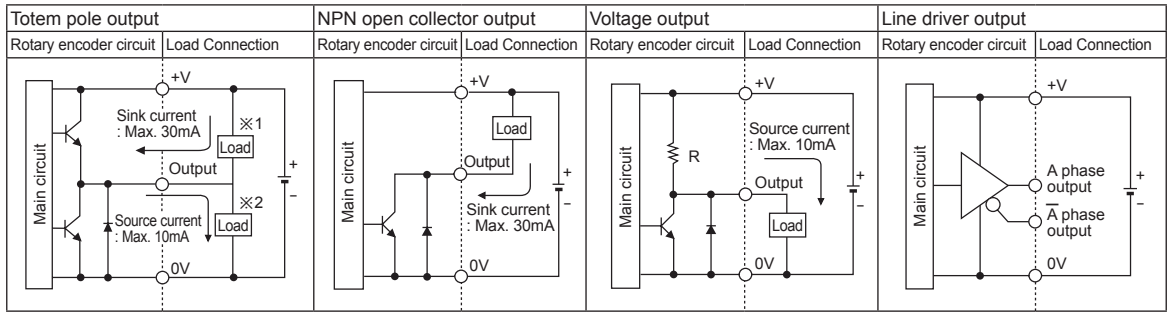 Totem pole output
NPN open collector output
Voltage output
Line driver output
Rotary encoder circuit
Load Connection
Rotary encoder circuit
Load Connection
Rotary encoder circuit
Load Connection
Rotary encoder circuit
Load Connection
Main circuit
+V
Sink current
: Max. 30mA
※1
Load
Output
+
−
※2
Source current
: Max. 10mA
Load
0V
Main circuit
+V
Load
Output
+
−
Sink current
: Max. 30mA
0V
Main circuit
+V
Source current
: Max. 10mA
R
Output
+
−
Load
0V
Main circuit
+V
A phase
output
+
−
A̅ phase
output
0V